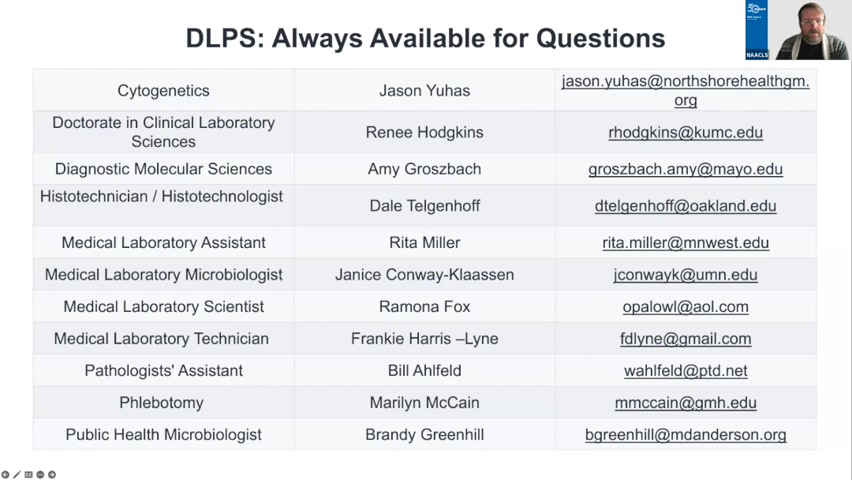 DLPS: Always Available for Questions
NAACLS
Cytogenetics
Jason Yuhas
jason.yuhas@northshorehealthgm.
org
Doctorate in Clinical Laboratory
Sciences
Renee Hodgkins
rhodgkins@kumc.edu
Diagnostic Molecular Sciences
Amy Groszbach
groszbach.amy@mayo.edu
Histotechnician / Histotechnologist
Dale Telgenhoff
dtelgenhoff@oakland.edu
Medical Laboratory Assistant
Rita Miller
rita.miller@mnwest.edu
Medical Laboratory Microbiologist
Janice Conway-Klaassen
jconwayk@umn.edu
Medical Laboratory Scientist
Ramona Fox
opalowl@aol.com
Medical Laboratory Technician
Frankie Harris –Lyne
fdlyne@gmail.com
Pathologists' Assistant
Bill Ahlfeld
wahlfeld@ptd.net
Phlebotomy
Marilyn McCain
mmccain@gmh.edu
Public Health Microbiologist
Brandy Greenhill
bgreenhill@mdanderson.org